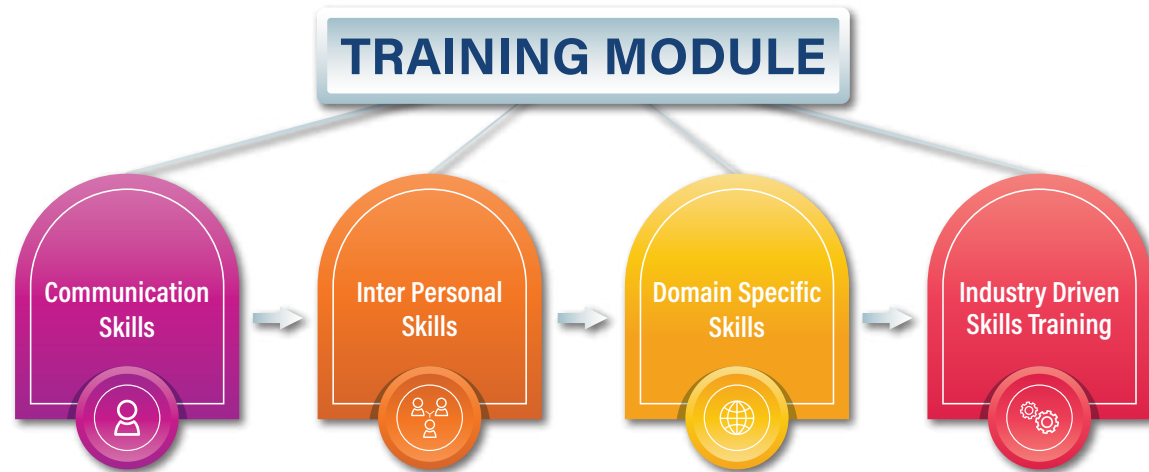 TRAINING MODULE
Communication
Skills
Inter Personal
Skills
Domain Specific
Skills
Industry Driven
Skills Training